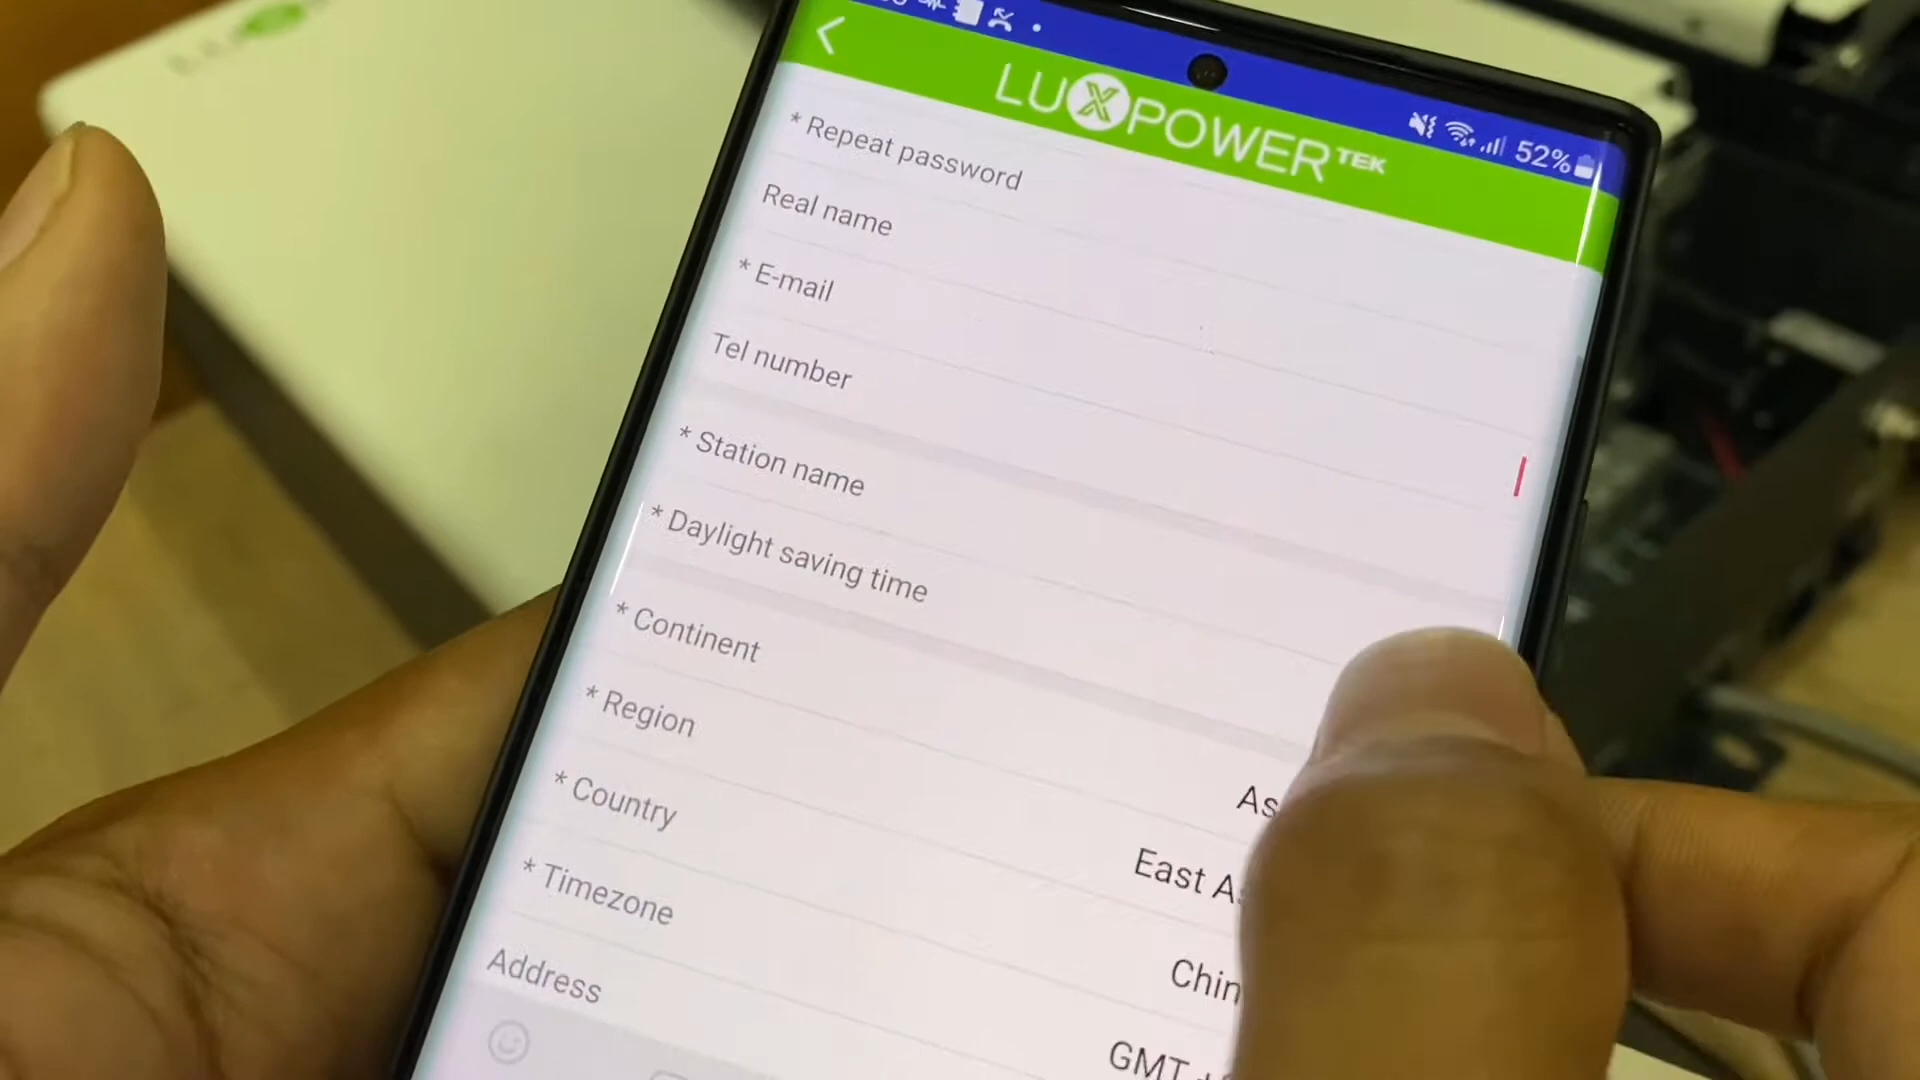 52%
LUXPOWER TEK
* Repeat password
Real name
* E-mail
Tel number
* Station name
* Daylight saving time
* Continent
As
* Region
East As
* Country
Chin
* Timezone
GMT
Address